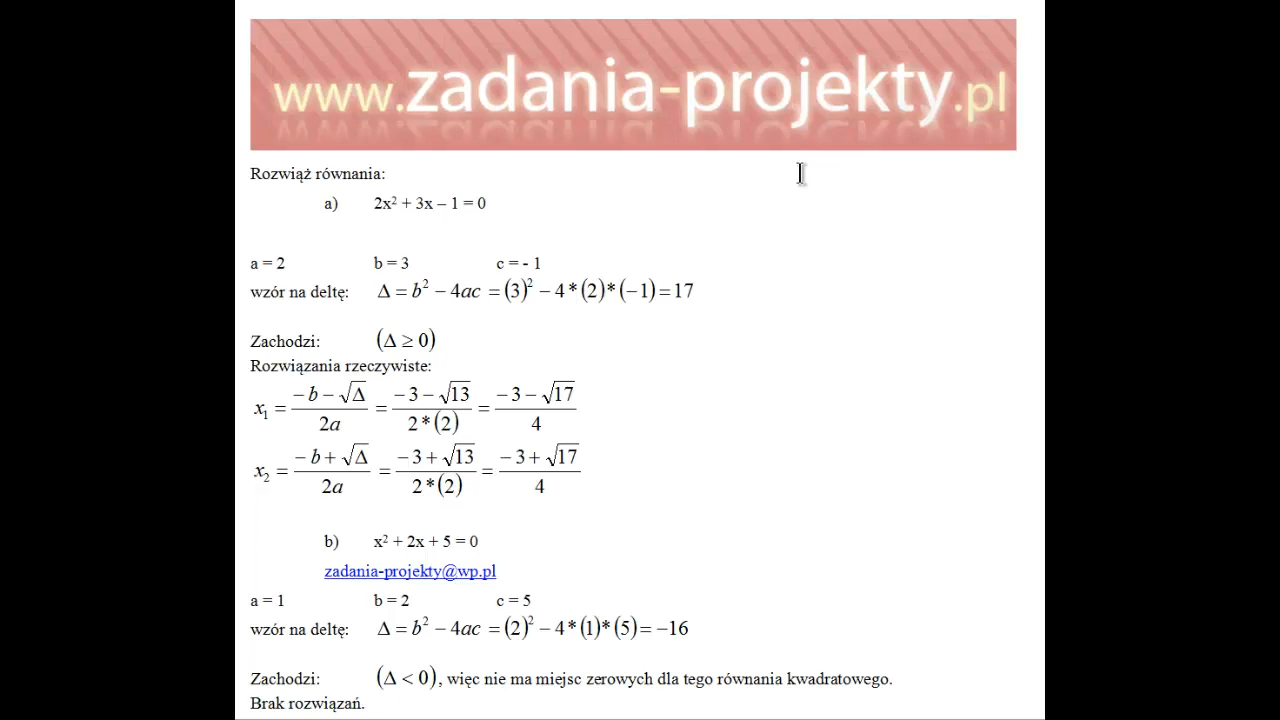 www.zadania-projekty.pl
Rozwiąż równania:
a) 2x² + 3x – 1 = 0
a = 2 b = 3 c = - 1
wzór na deltę: Δ = b² − 4ac = (3)² − 4 * (2) * (−1) = 17
Zachodzi: (Δ ≥ 0)
Rozwiązania rzeczywiste:
x₁ = (−b − √Δ)/(2a) = (−3 − √13)/(2 * (2)) = (−3 − √17)/4
x₂ = (−b + √Δ)/(2a) = (−3 + √13)/(2 * (2)) = (−3 + √17)/4
b) x² + 2x + 5 = 0
zadania-projekty@wp.pl
a = 1 b = 2 c = 5
wzór na deltę: Δ = b² − 4ac = (2)² − 4 * (1) * (5) = −16
Zachodzi: (Δ < 0), więc nie ma miejsc zerowych dla tego równania kwadratowego.
Brak rozwiązań.